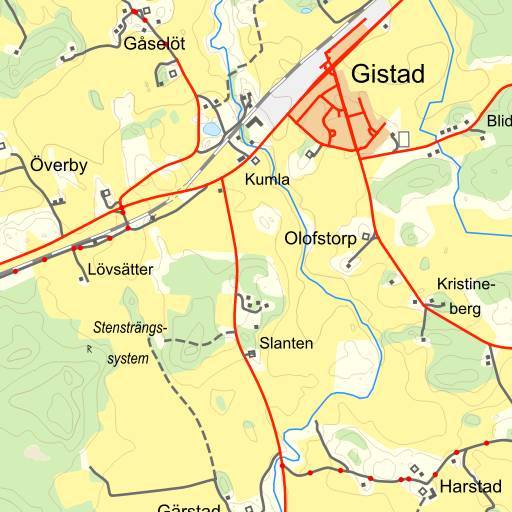 Gåselöt
Gistad
Blid
Överby
Kumla
Olofstorp
Lövsätter
Kristine-
berg
Stensträngs-
system
Slanten
R
Harstad
Gärstad